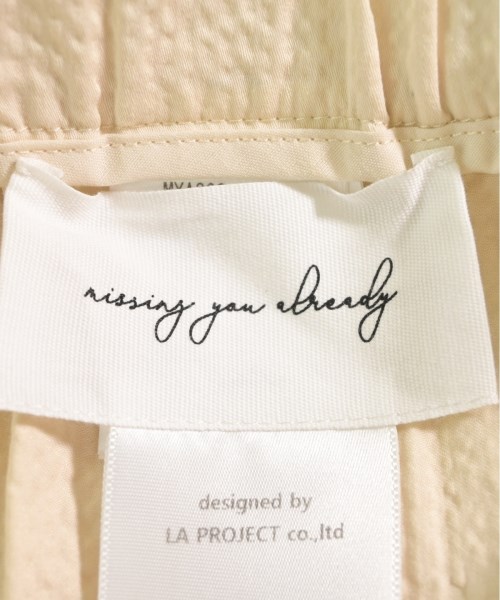 missing you already
designed by
LA PROJECT co.,ltd